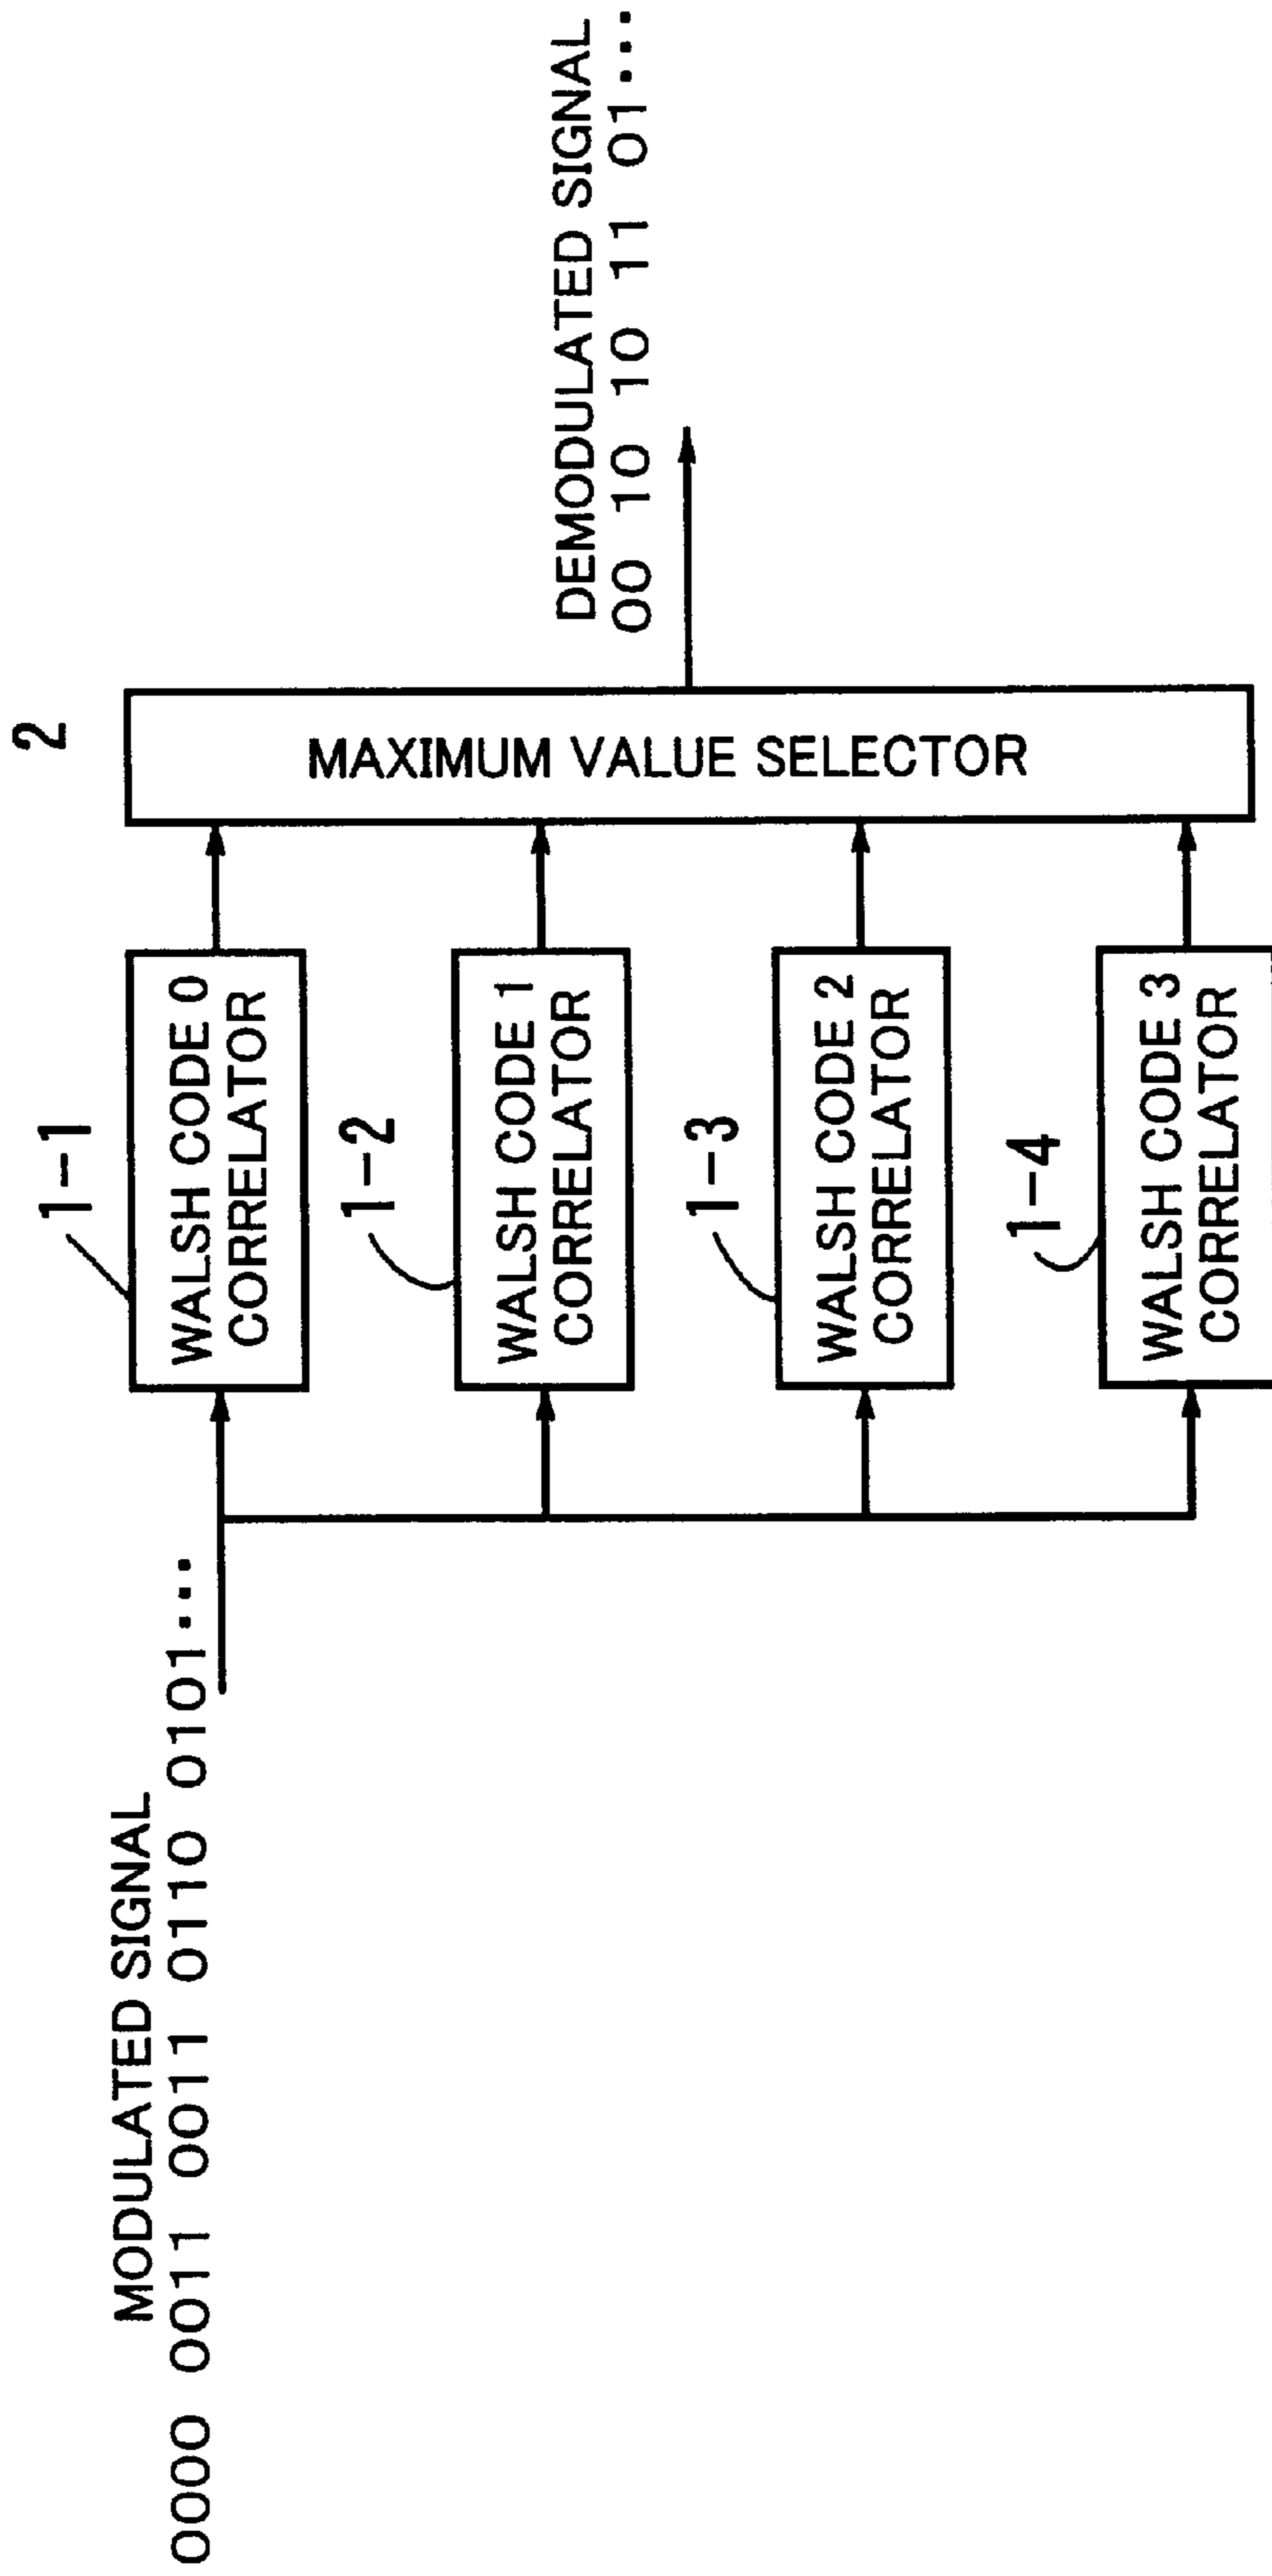 MODULATED SIGNAL
0000 0011 0011 0110 0101...
1-1
WALSH CODE 0
CORRELATOR
1-2
WALSH CODE 1
CORRELATOR
1-3
WALSH CODE 2
CORRELATOR
1-4
WALSH CODE 3
CORRELATOR
2
MAXIMUM VALUE SELECTOR
DEMODULATED SIGNAL
00 10 10 11 01...